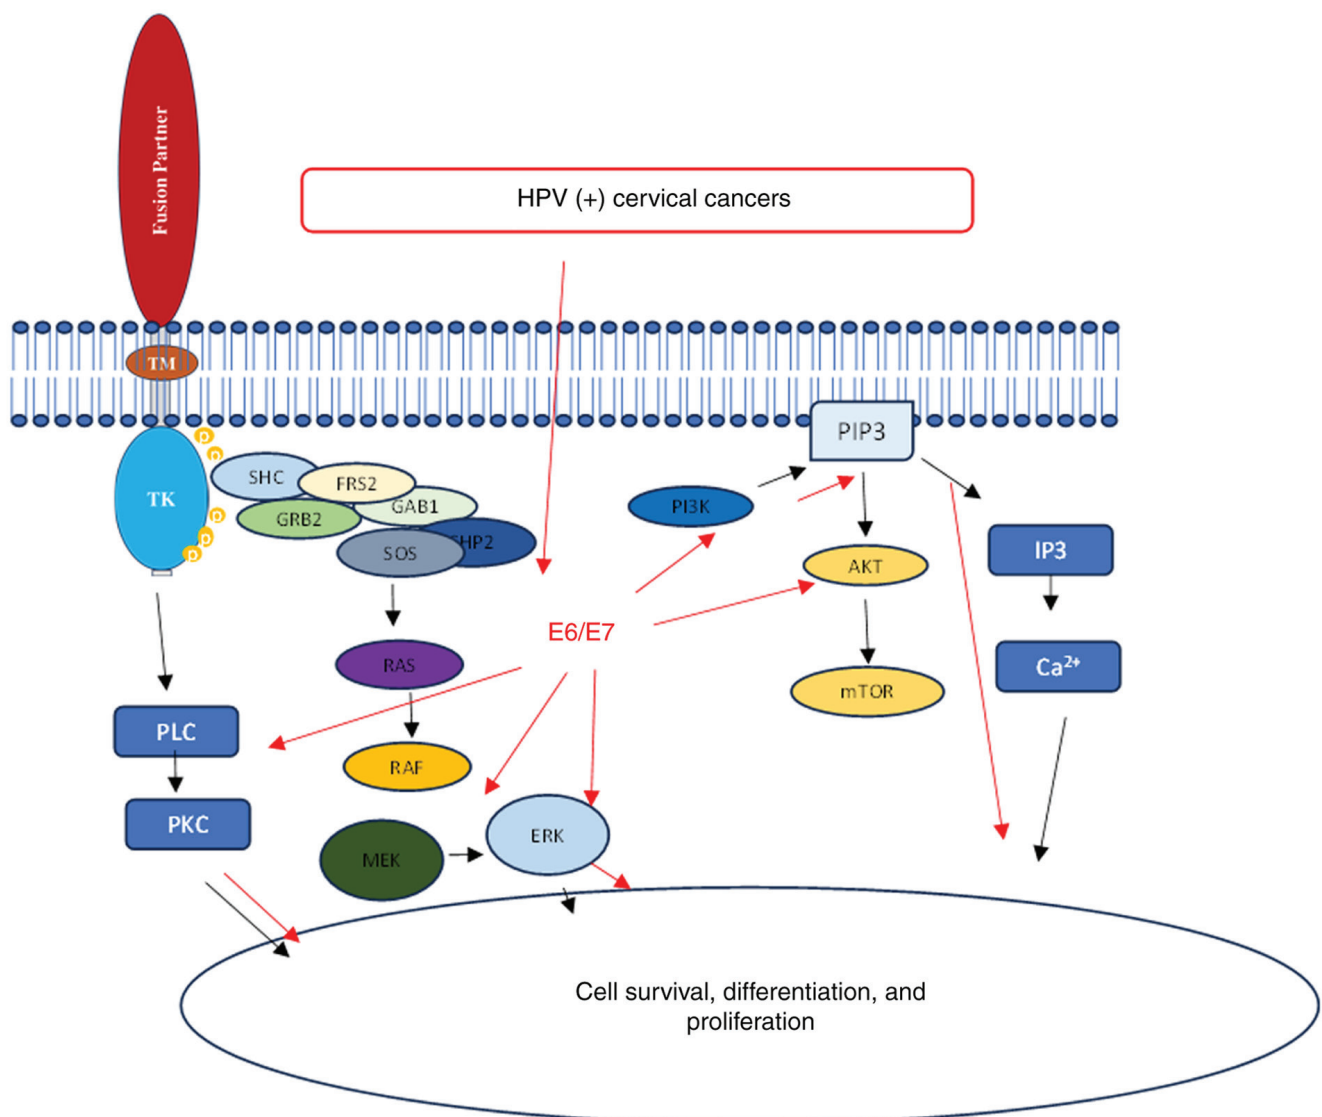 Fusion Partner
HPV (+) cervical cancers
TM
PIP3
p
p
SHC
FRS2
TK
GAB1
PI3K
p
GRB2
p
SHP2
p
SOS
IP3
AKT
E6/E7
RAS
Ca²⁺
mTOR
PLC
RAF
PKC
ERK
MEK
Cell survival, differentiation, and
proliferation